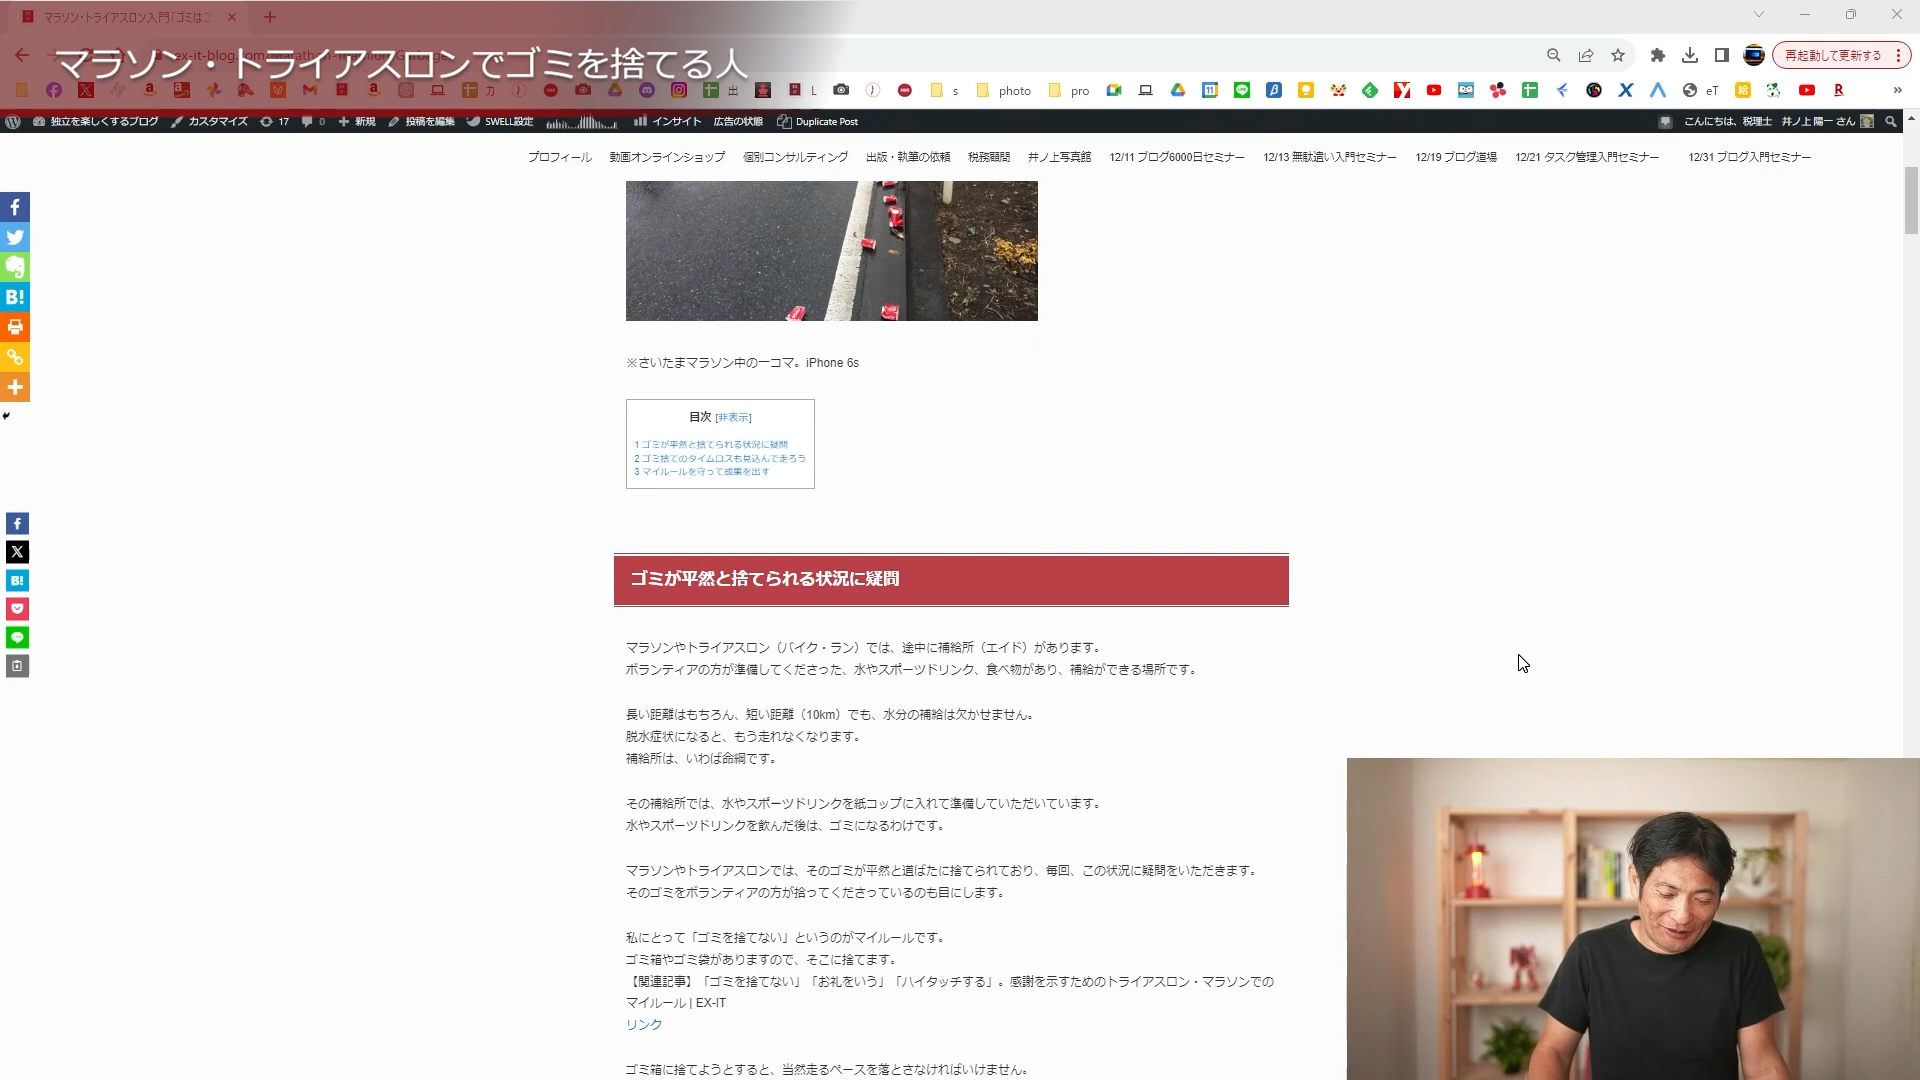 マラソン・トライアスロン入門「ゴミはゴ
マラソン・トライアスロンでゴミを捨てる人
再起動して更新する
s photo pro eT
独立を楽しくするブログ カスタマイズ 17 0 新規 投稿を編集 SWELL設定 インサイト 広告の状態 Duplicate Post こんにちは、税理士 井ノ上 陽一 さん
プロフィール 動画オンラインショップ 個別コンサルティング 出版・執筆の依頼 税務顧問 井ノ上写真館 12/11 ブログ6000日セミナー 12/13 無駄遣い入門セミナー 12/19 ブログ道場 12/21 タスク管理入門セミナー 12/31 ブログ入門セミナー
※さいたまマラソン中の一コマ。iPhone 6s
目次 [非表示]
1 ゴミが平然と捨てられる状況に疑問
2 ゴミ捨てのタイムロスも見込んで走ろう
3 マイルールを守って成果を出す
ゴミが平然と捨てられる状況に疑問
マラソンやトライアスロン（バイク・ラン）では、途中に補給所（エイド）があります。
ボランティアの方が準備してくださった、水やスポーツドリンク、食べ物があり、補給ができる場所です。
長い距離はもちろん、短い距離（10km）でも、水分の補給は欠かせません。
脱水症状になると、もう走れなくなります。
補給所は、いわば命綱です。
その補給所では、水やスポーツドリンクを紙コップに入れて準備していただいています。
水やスポーツドリンクを飲んだ後は、ゴミになるわけです。
マラソンやトライアスロンでは、そのゴミが平然と道ばたに捨てられており、毎回、この状況に疑問をいただきます。
そのゴミをボランティアの方が拾ってくださっているのも目にします。
私にとって「ゴミを捨てない」というのがマイルールです。
ゴミ箱やゴミ袋がありますので、そこに捨てます。
【関連記事】「ゴミを捨てない」「お礼をいう」「ハイタッチする」。感謝を示すためのトライアスロン・マラソンでの
マイルール | EX-IT
リンク
ゴミ箱に捨てようとすると、当然走るペースを落とさなければいけません。